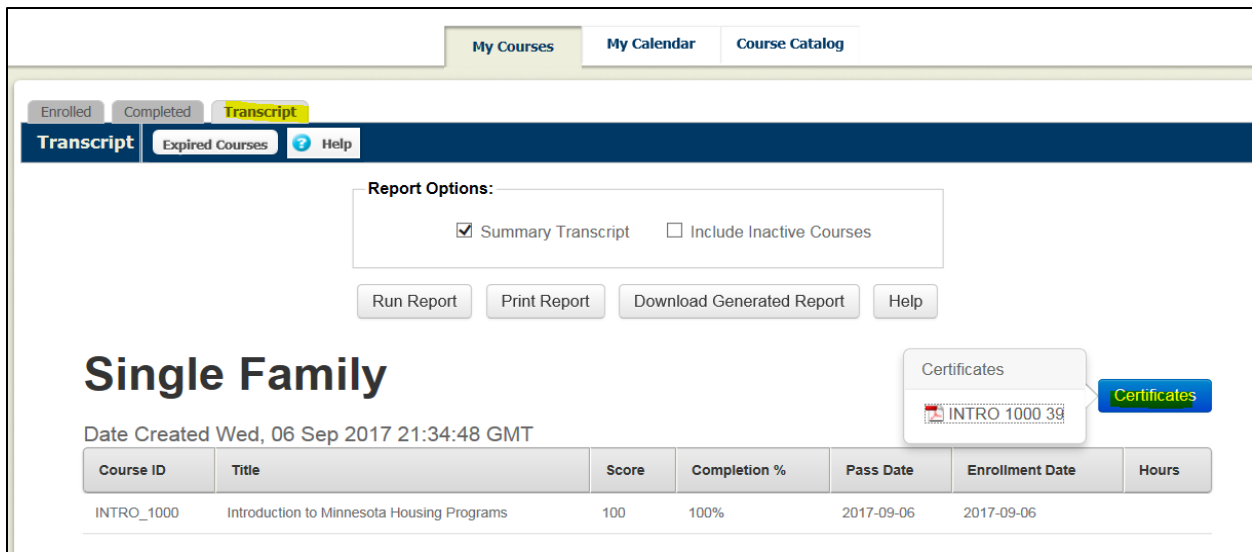 My Courses My Calendar Course Catalog
Enrolled Completed Transcript
Transcript Expired Courses ? Help
Report Options:
Summary Transcript Include Inactive Courses
Run Report Print Report Download Generated Report Help
Single Family
Certificates
INTRO 1000 39
Certificates
Date Created Wed, 06 Sep 2017 21:34:48 GMT
Course ID Title Score Completion % Pass Date Enrollment Date Hours
INTRO_1000 Introduction to Minnesota Housing Programs 100 100% 2017-09-06 2017-09-06